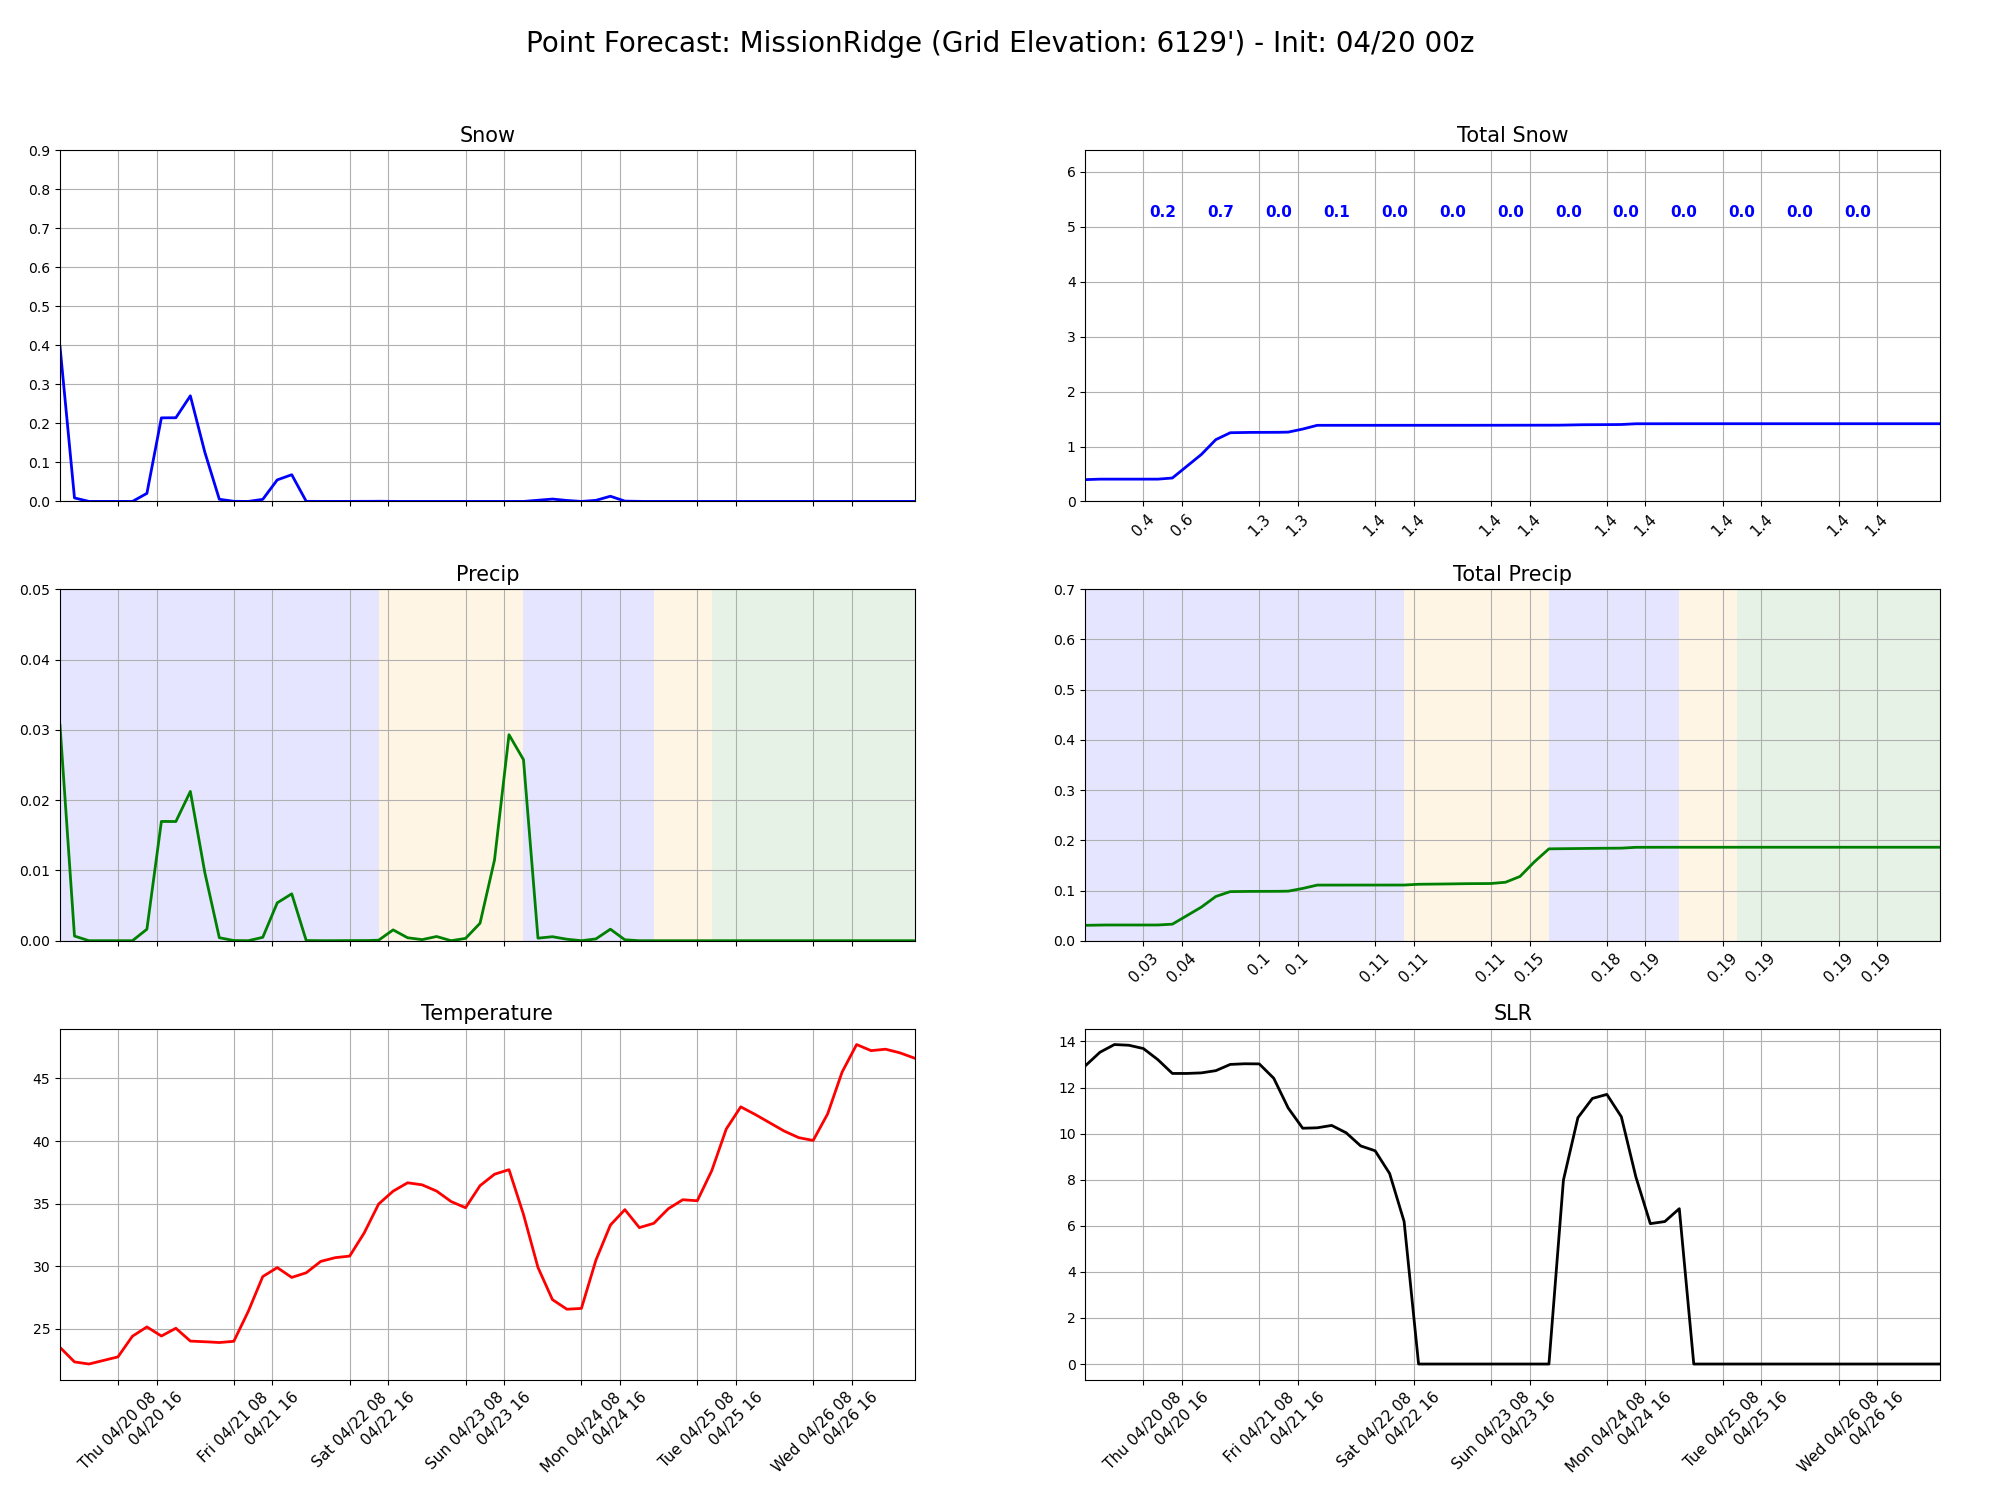 Point Forecast: MissionRidge (Grid Elevation: 6129') - Init: 04/20 00z
Snow
0.9
0.8
0.7
0.6
0.5
0.4
0.3
0.2
0.1
0.0
Total Snow
6
5
4
3
2
1
0
0.2 0.7 0.0 0.1 0.0 0.0 0.0 0.0 0.0 0.0 0.0 0.0 0.0
0.4 0.6 1.3 1.3 1.4 1.4 1.4 1.4 1.4 1.4 1.4 1.4 1.4 1.4
Precip
0.05
0.04
0.03
0.02
0.01
0.00
Total Precip
0.7
0.6
0.5
0.4
0.3
0.2
0.1
0.0
0.03 0.04 0.1 0.1 0.11 0.11 0.11 0.15 0.18 0.19 0.19 0.19 0.19 0.19
Temperature
45
40
35
30
25
Thu 04/20 08
04/20 16
Fri 04/21 08
04/21 16
Sat 04/22 08
04/22 16
Sun 04/23 08
04/23 16
Mon 04/24 08
04/24 16
Tue 04/25 08
04/25 16
Wed 04/26 08
04/26 16
SLR
14
12
10
8
6
4
2
0
Thu 04/20 08
04/20 16
Fri 04/21 08
04/21 16
Sat 04/22 08
04/22 16
Sun 04/23 08
04/23 16
Mon 04/24 08
04/24 16
Tue 04/25 08
04/25 16
Wed 04/26 08
04/26 16